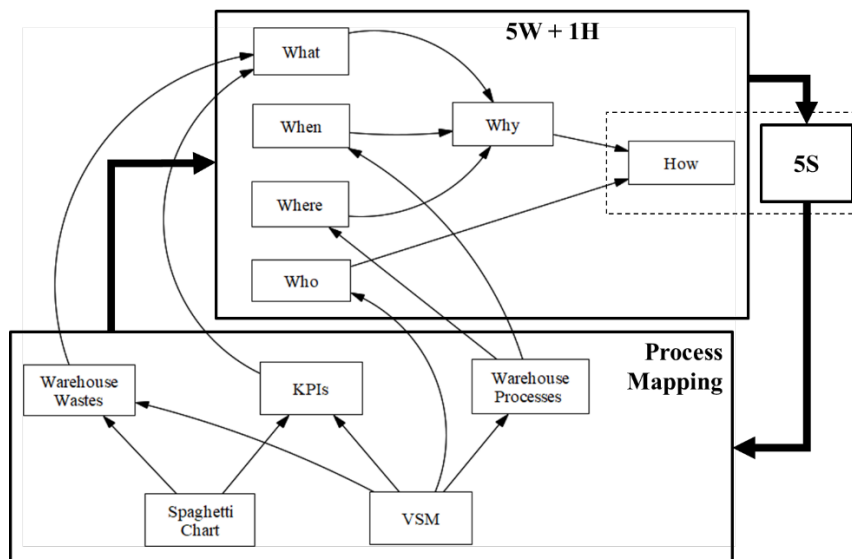 5W + 1H
What
When
Why
How
5S
Where
Who
Process
Mapping
Warehouse
Wastes
KPIs
Warehouse
Processes
Spaghetti
Chart
VSM